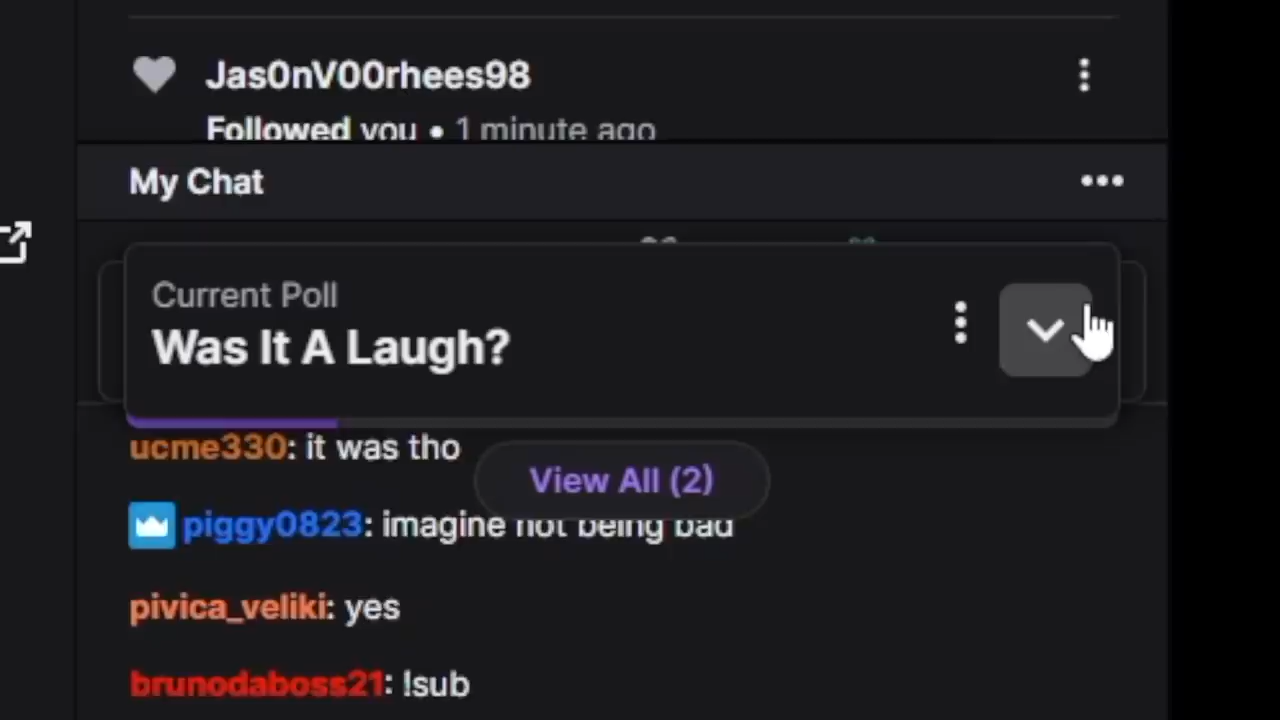 Jas0nV00rhees98
Followed you • 1 minute ago
My Chat
Current Poll
Was It A Laugh?
ucme330: it was tho
View All (2)
piggy0823: imagine not being bad
pivica_veliki: yes
brunodaboss21: !sub